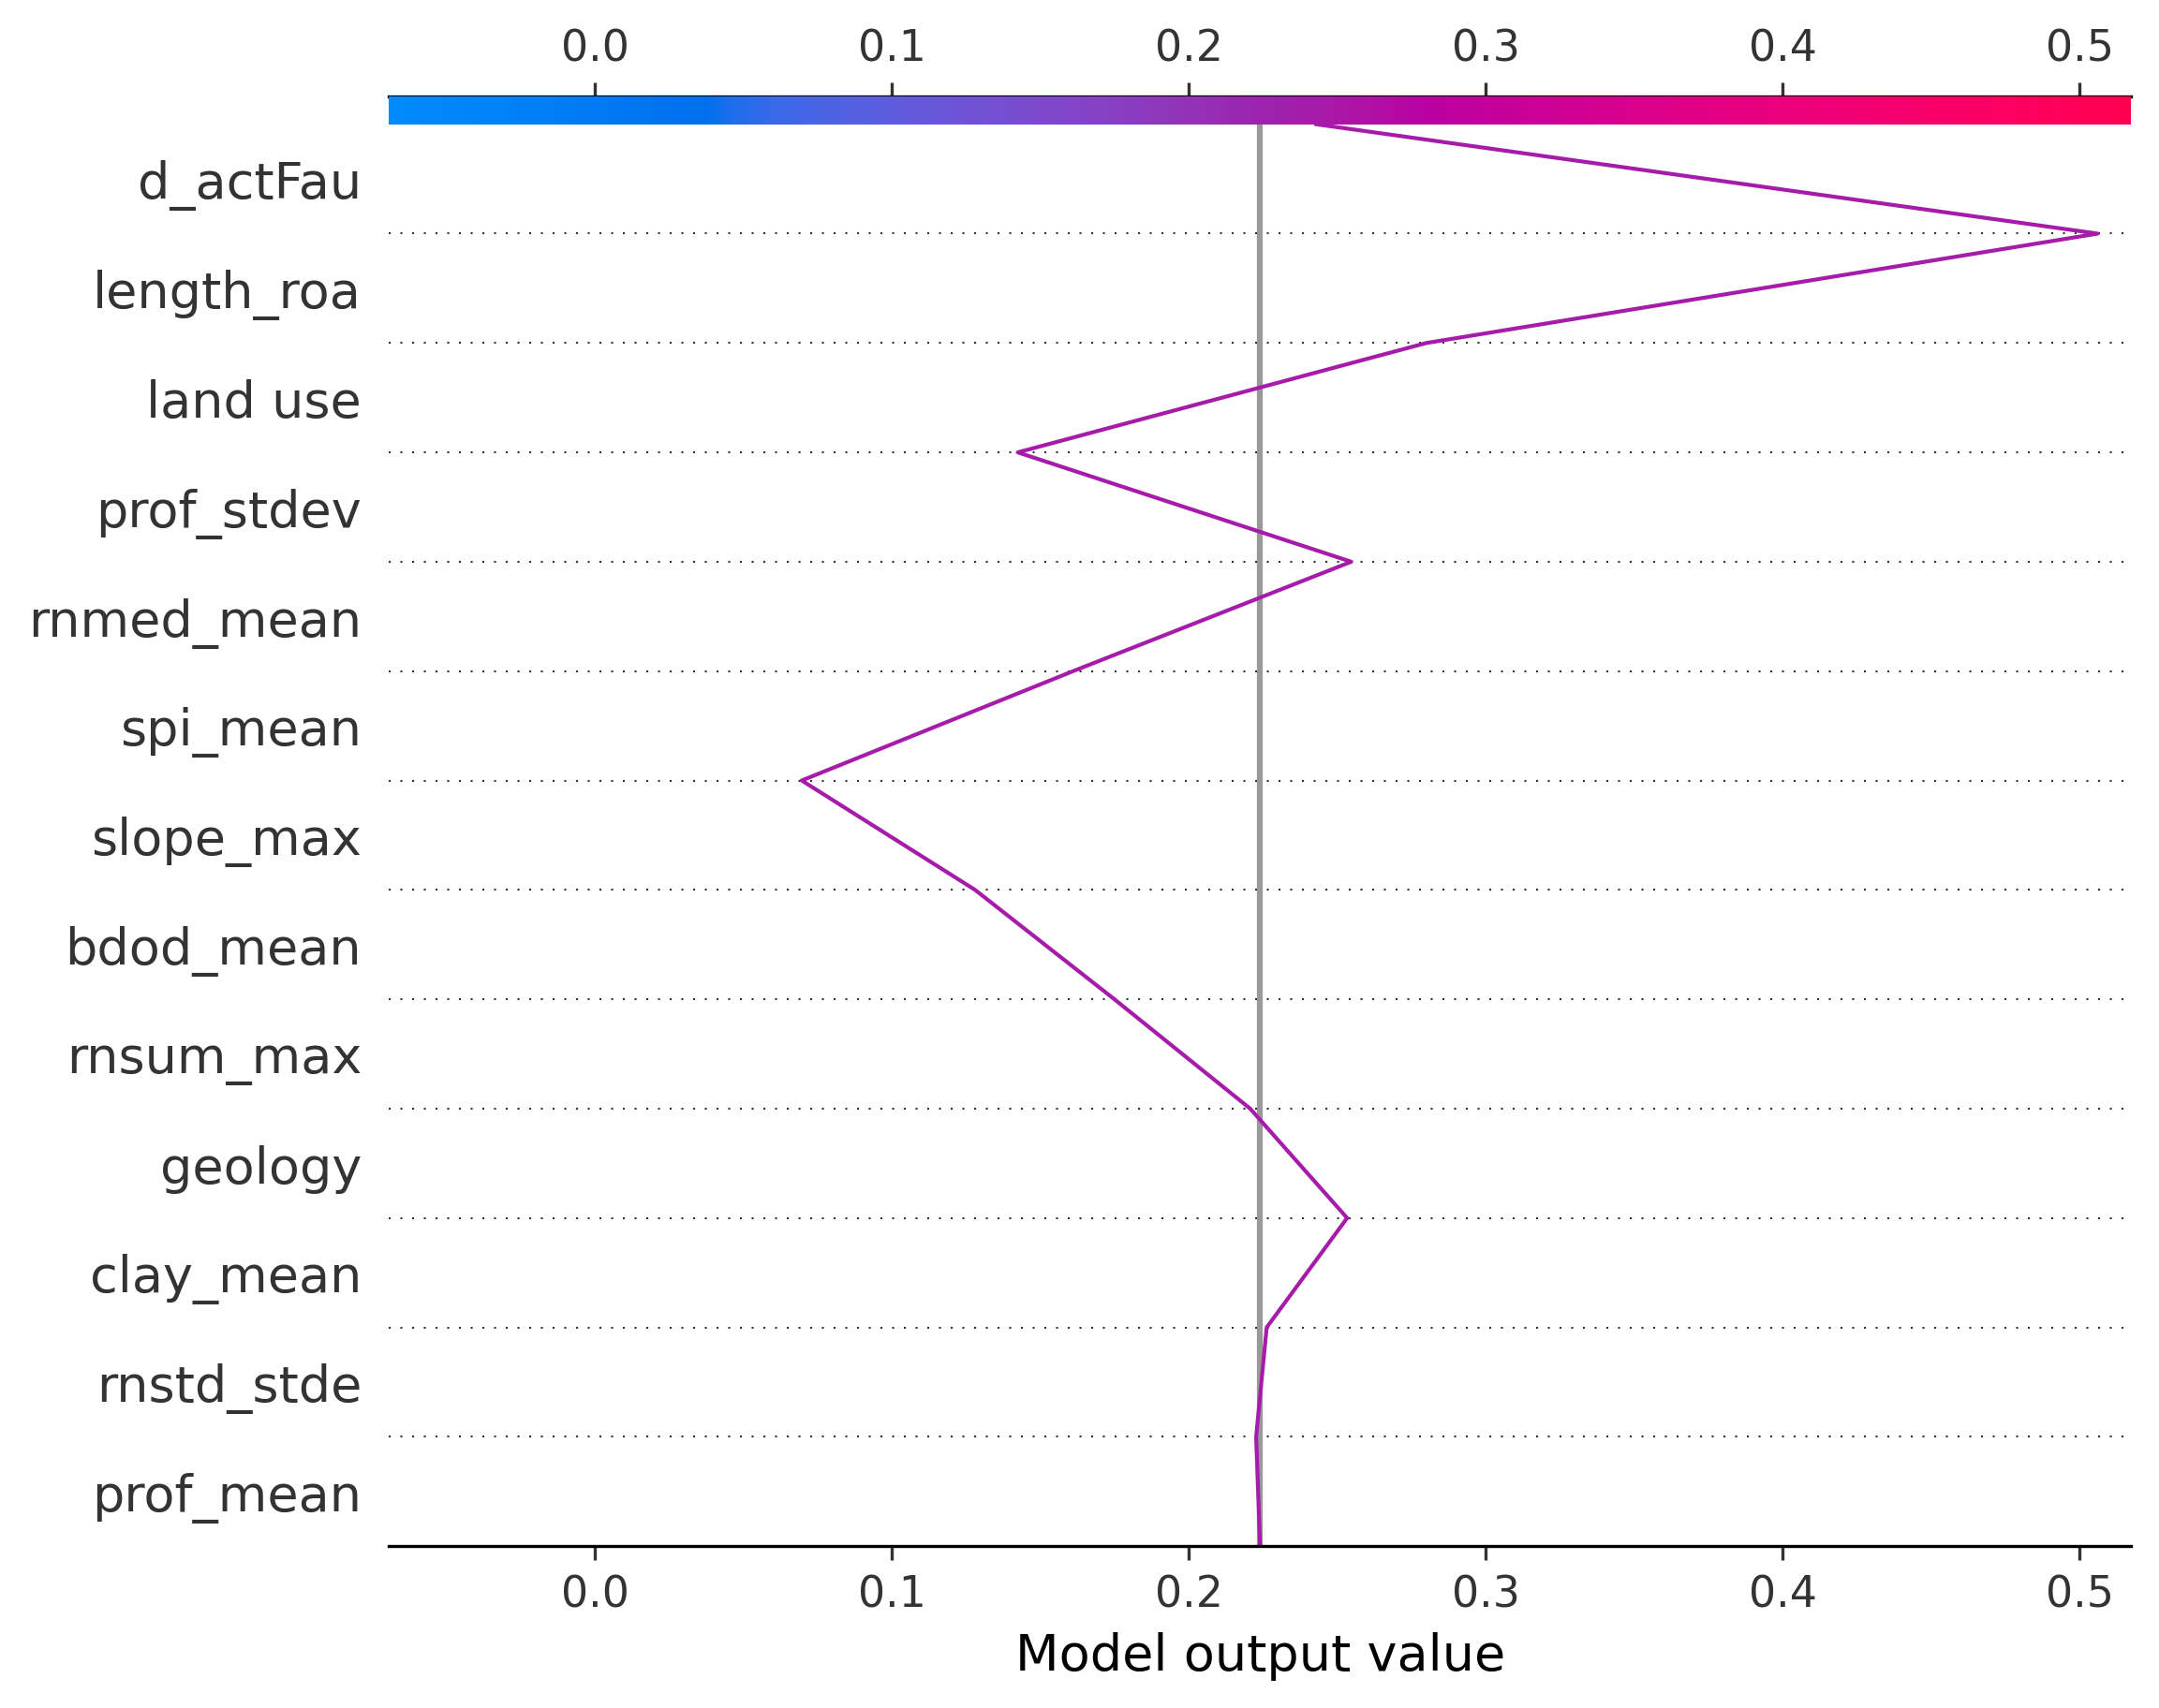 0.0 0.1 0.2 0.3 0.4 0.5
d_actFau
length_roa
land use
prof_stdev
rnmed_mean
spi_mean
slope_max
bdod_mean
rnsum_max
geology
clay_mean
rnstd_stde
prof_mean
0.0 0.1 0.2 0.3 0.4 0.5
Model output value